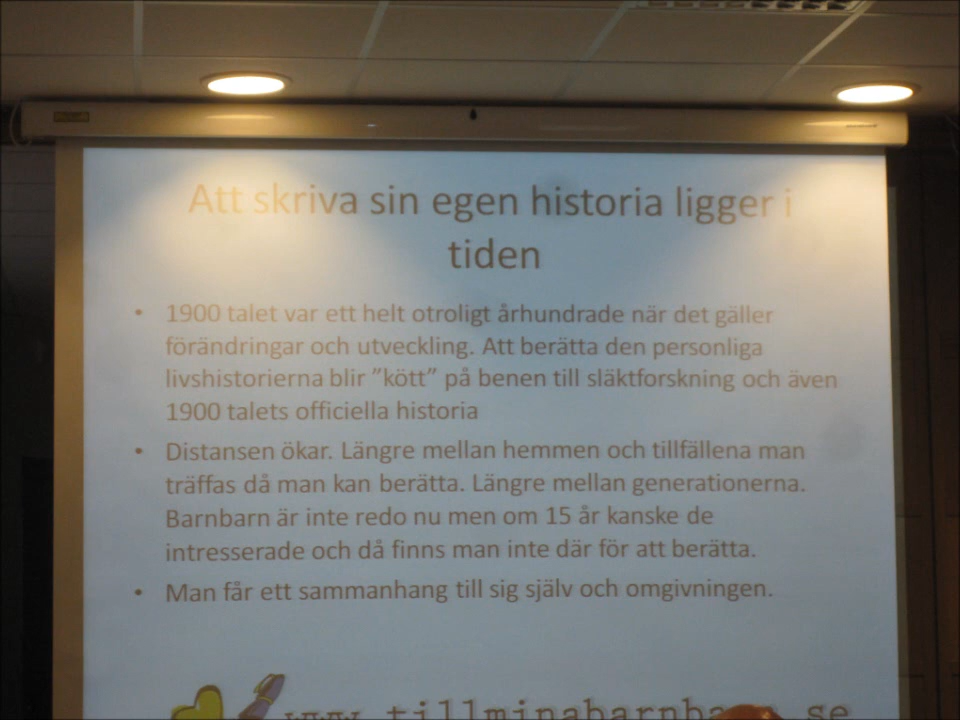 Att skriva sin egen historia ligger i
tiden
• 1900 talet var ett helt otroligt århundrade när det gäller
förändringar och utveckling. Att berätta den personliga
livshistorierna blir ”kött” på benen till släktforskning och även
1900 talets officiella historia
• Distansen ökar. Längre mellan hemmen och tillfällena man
träffas då man kan berätta. Längre mellan generationerna.
Barnbarn är inte redo nu men om 15 år kanske de
intresserade och då finns man inte där för att berätta.
• Man får ett sammanhang till sig själv och omgivningen.